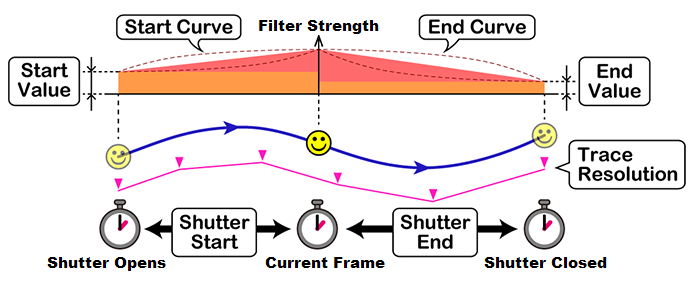 Start Curve
Filter Strength
End Curve
Start
Value
End
Value
Trace
Resolution
Shutter
Start
Shutter
End
Shutter Opens
Current Frame
Shutter Closed